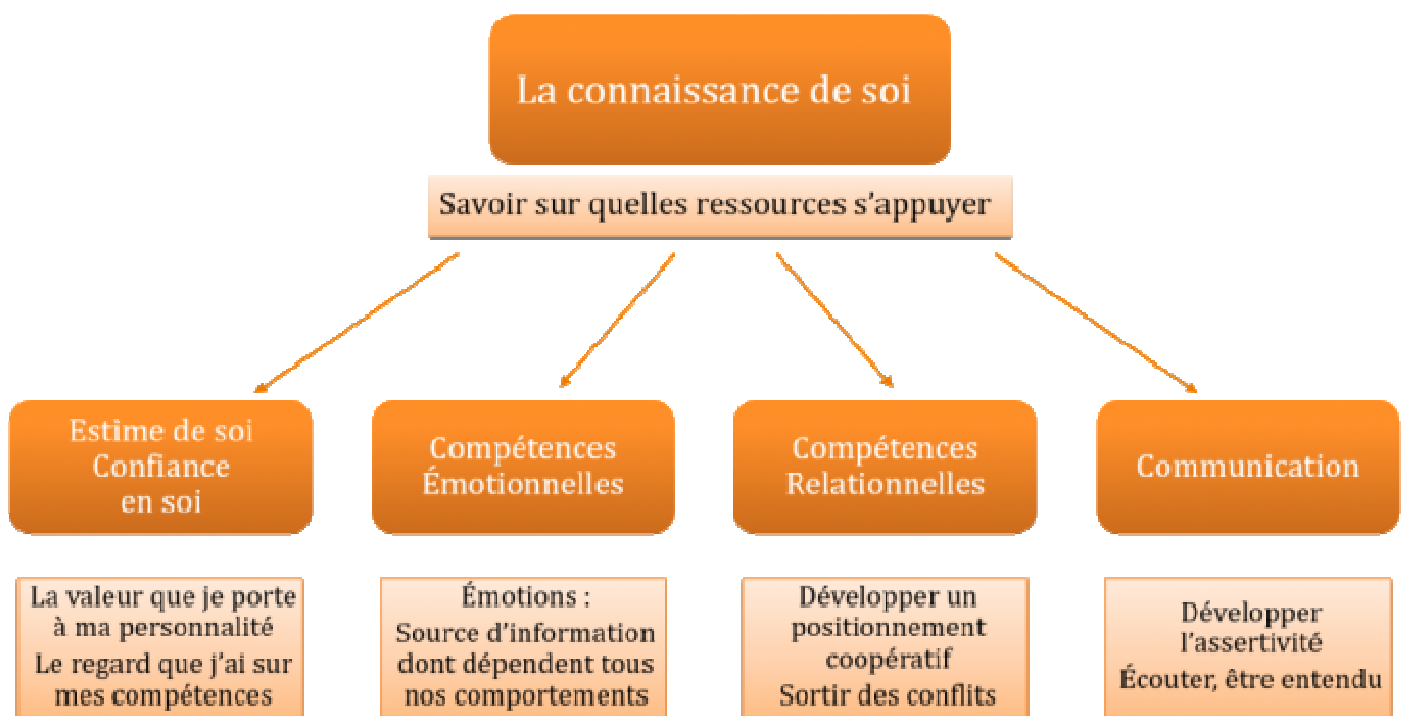 La connaissance de soi
Savoir sur quelles ressources s'appuyer
Estime de soi
Confiance
en soi
Compétences
Émotionnelles
Compétences
Relationnelles
Communication
La valeur que je porte
à ma personnalité
Le regard que j'ai sur
mes compétences
Émotions :
Source d'information
dont dépendent tous
nos comportements
Développer un
positionnement
coopératif
Sortir des conflits
Développer
l'assertivité
Écouter, être entendu